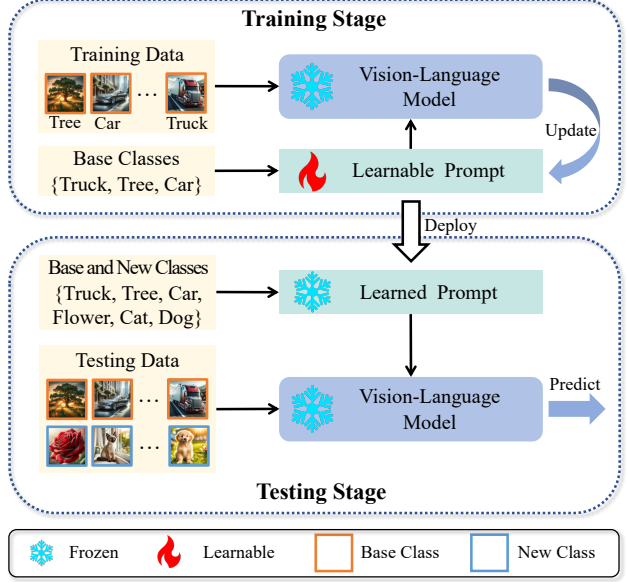 Training Stage
Training Data
Tree Car ... Truck
Vision-Language
Model
Update
Base Classes
{Truck, Tree, Car}
Learnable Prompt
Deploy
Base and New Classes
{Truck, Tree, Car,
Flower, Cat, Dog}
Learned Prompt
Testing Data
...
...
Vision-Language
Model
Predict
Testing Stage
Frozen
Learnable
Base Class
New Class